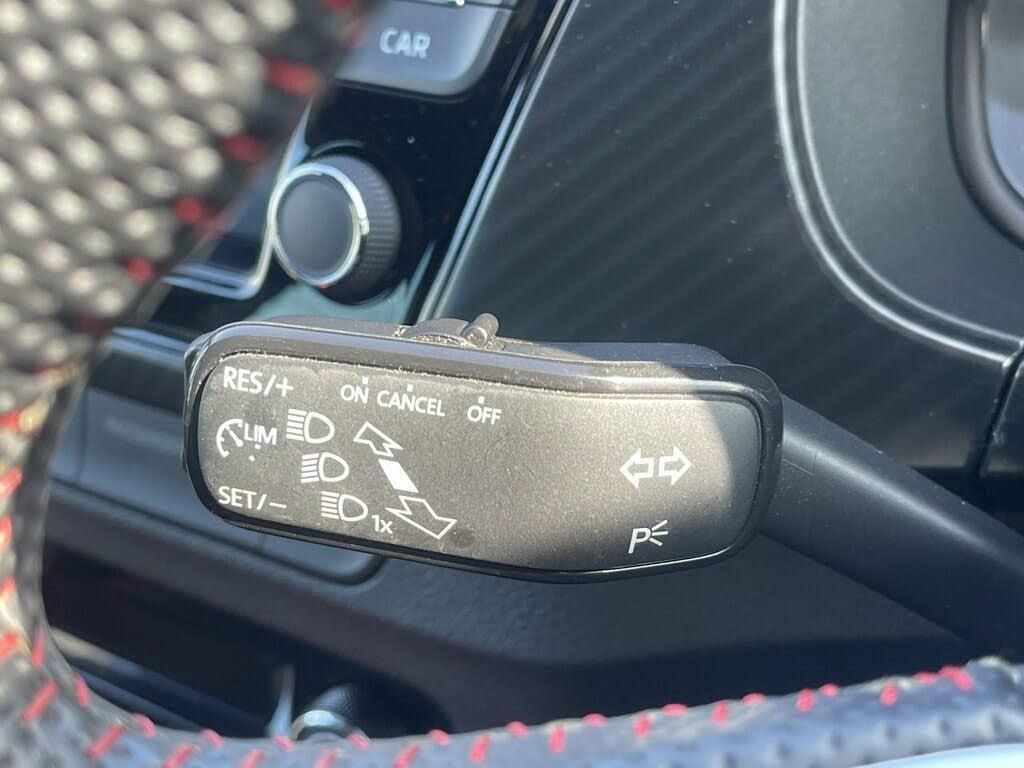 CAR
RES/+
ON CANCEL OFF
LIM
SET/−
1x
P